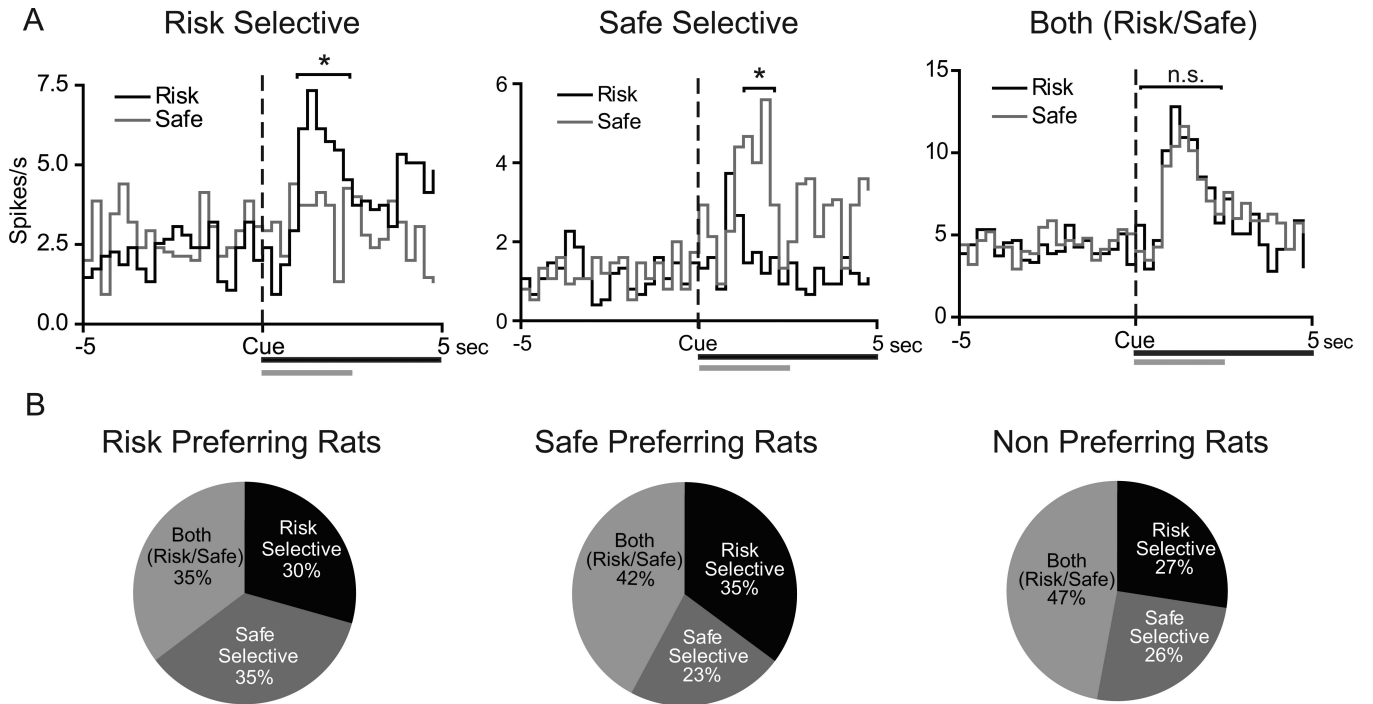 A
Risk Selective
Safe Selective
Both (Risk/Safe)
*
Risk
Safe
7.5
5.0
2.5
0.0
Spikes/s
-5
Cue
5 sec
*
Risk
Safe
6
4
2
0
-5
Cue
5 sec
n.s.
Risk
Safe
15
10
5
0
-5
Cue
5 sec
B
Risk Preferring Rats
Safe Preferring Rats
Non Preferring Rats
Both
(Risk/Safe)
35%
Risk
Selective
30%
Safe
Selective
35%
Both
(Risk/Safe)
42%
Risk
Selective
35%
Safe
Selective
23%
Both
(Risk/Safe)
47%
Risk
Selective
27%
Safe
Selective
26%